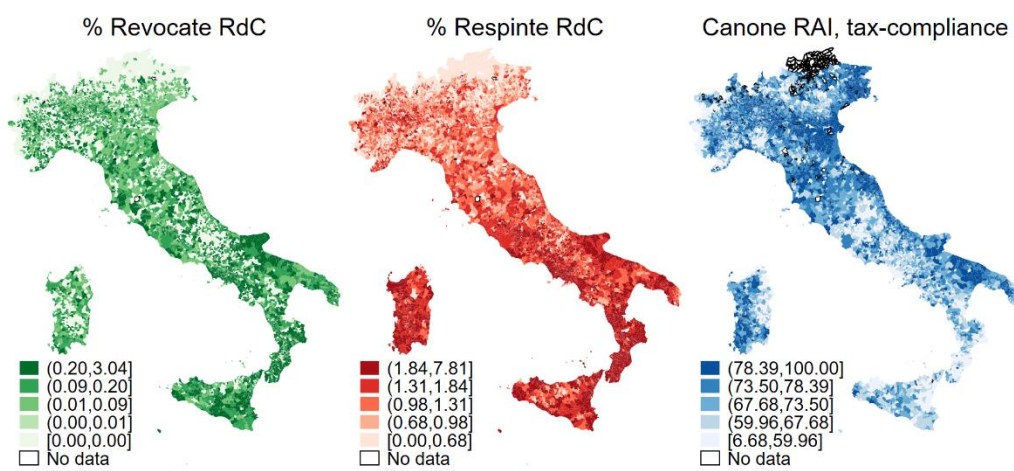 % Revocate RdC
(0.20,3.04]
(0.09,0.20]
(0.01,0.09]
(0.00,0.01]
[0.00,0.00]
No data
% Respinte RdC
(1.84,7.81]
(1.31,1.84]
(0.98,1.31]
(0.68,0.98]
[0.00,0.68]
No data
Canone RAI, tax-compliance
(78.39,100.00]
(73.50,78.39]
(67.68,73.50]
(59.96,67.68]
[6.68,59.96]
No data